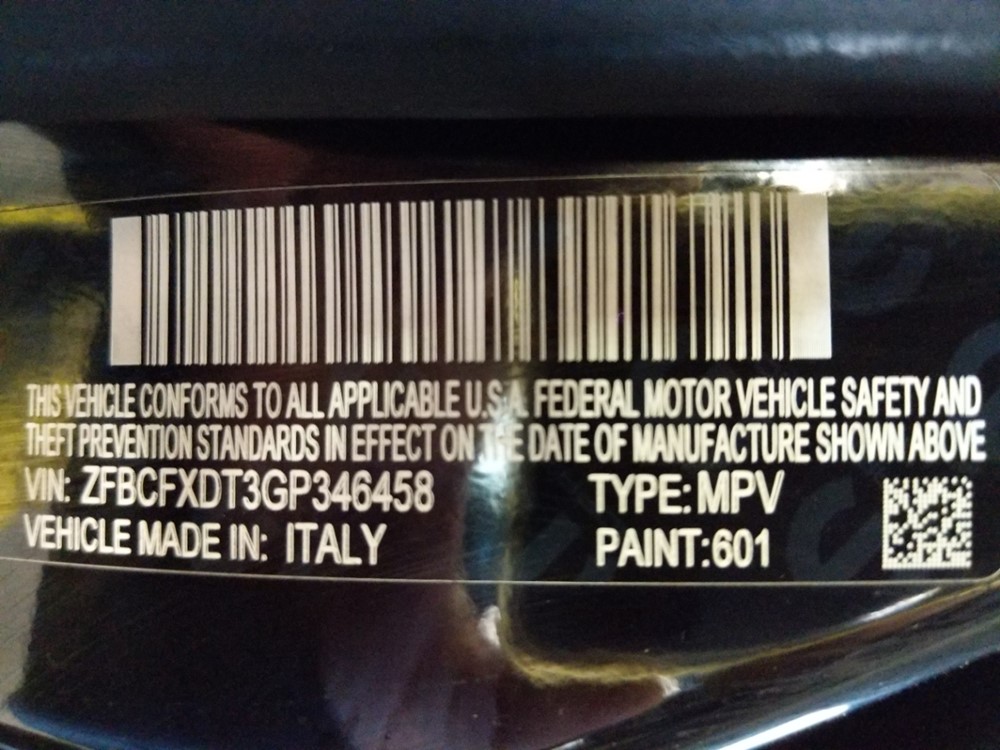 THIS VEHICLE CONFORMS TO ALL APPLICABLE U.S.A. FEDERAL MOTOR VEHICLE SAFETY AND
THEFT PREVENTION STANDARDS IN EFFECT ON THE DATE OF MANUFACTURE SHOWN ABOVE
VIN: ZFBCFXDT3GP346458 TYPE: MPV
VEHICLE MADE IN: ITALY PAINT:601